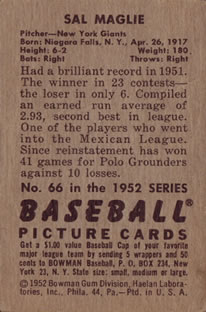 SAL MAGLIE
Pitcher—New York Giants
Born: Niagara Falls, N. Y., Apr. 26, 1917
Height: 6-2 Weight: 180
Bats: Right Throws: Right
Had a brilliant record in 1951.
The winner in 23 contests—
the loser in only 6. Compiled
an earned run average of
2.93, second best in league.
One of the players who went
into the Mexican League.
Since reinstatement has won
41 games for Polo Grounders
against 10 losses.
No. 66 in the 1952 SERIES
BASEBALL®
PICTURE CARDS
Get a $1.00 value Baseball Cap of your favorite
major league team by sending 5 wrappers and 50
cents to BOWMAN Baseball, P. O. BOX 234, New
York 23, N. Y. State size: small, medium or large.
©1952 Bowman Gum Division, Haelan Labora-
tories, Inc., Phila. 44, Pa.—Ptd. in U. S. A.